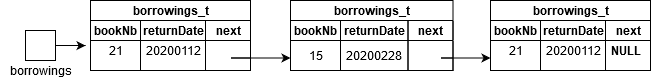 borrowings_t
bookNb returnDate next
21 20200112
borrowings_t
bookNb returnDate next
15 20200228
borrowings_t
bookNb returnDate next
21 20200112 NULL
borrowings